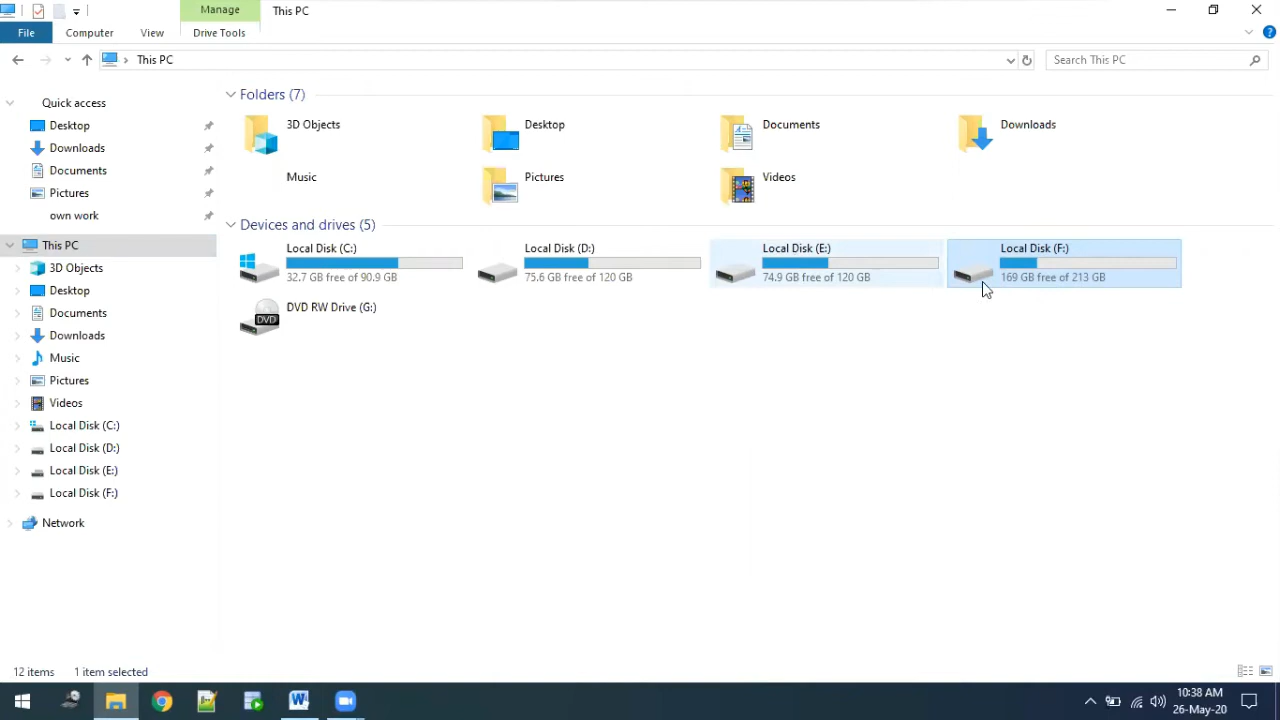 Manage
This PC
File
Computer
View
Drive Tools
This PC
Search This PC
Quick access
Desktop
Downloads
Documents
Pictures
own work
This PC
3D Objects
Desktop
Documents
Downloads
Music
Pictures
Videos
Local Disk (C:)
Local Disk (D:)
Local Disk (E:)
Local Disk (F:)
Network
Folders (7)
3D Objects
Desktop
Documents
Downloads
Music
Pictures
Videos
Devices and drives (5)
Local Disk (C:)
32.7 GB free of 90.9 GB
Local Disk (D:)
75.6 GB free of 120 GB
Local Disk (E:)
74.9 GB free of 120 GB
Local Disk (F:)
169 GB free of 213 GB
DVD
DVD RW Drive (G:)
12 items
1 item selected
W
10:38 AM
26-May-20